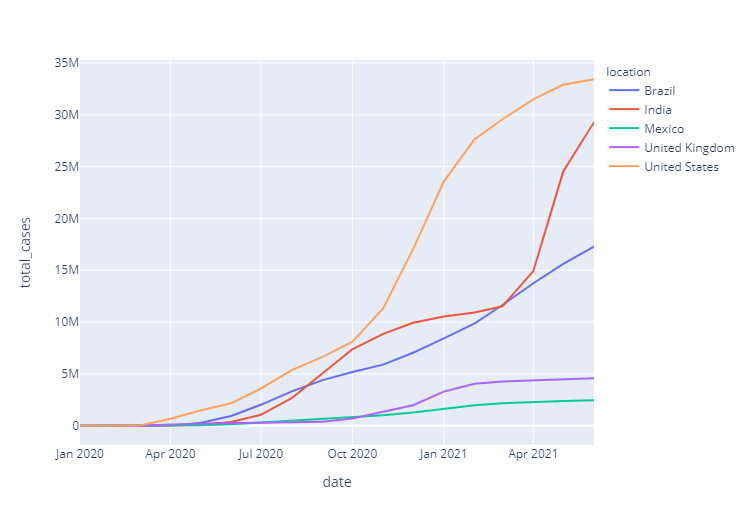 35M
30M
25M
20M
15M
10M
5M
0
total_cases
Jan 2020
Apr 2020
Jul 2020
Oct 2020
Jan 2021
Apr 2021
date
location
Brazil
India
Mexico
United Kingdom
United States